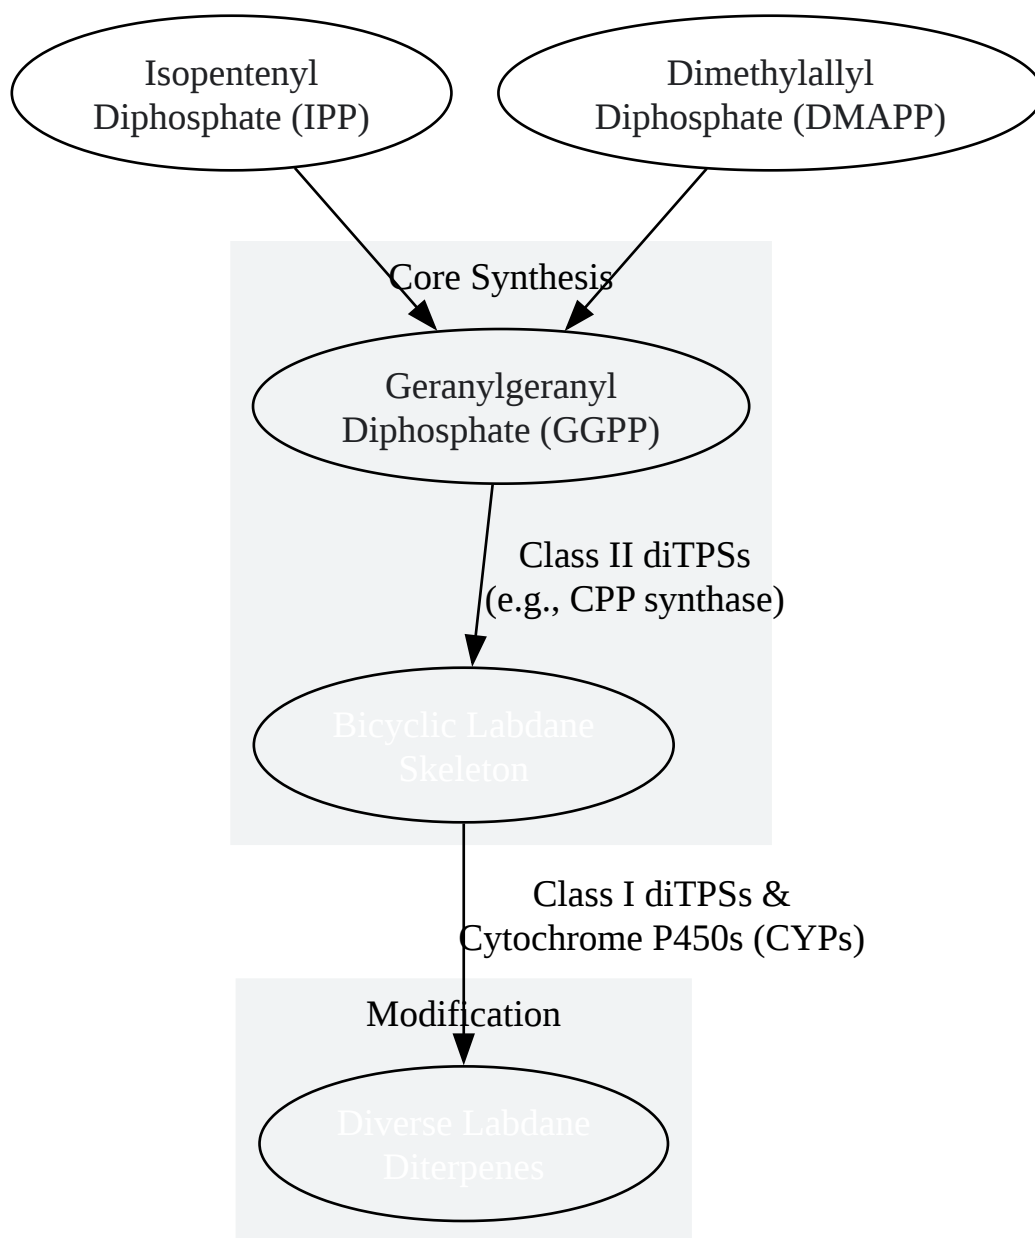 Isopentenyl
Diphosphate (IPP)
Dimethylallyl
Diphosphate (DMAPP)
Core Synthesis
Geranylgeranyl
Diphosphate (GGPP)
Class II diTPSs
(e.g., CPP synthase)
Bicyclic Labdane
Skeleton
Class I diTPSs &
Cytochrome P450s (CYPs)
Modification
Diverse Labdane
Diterpenes